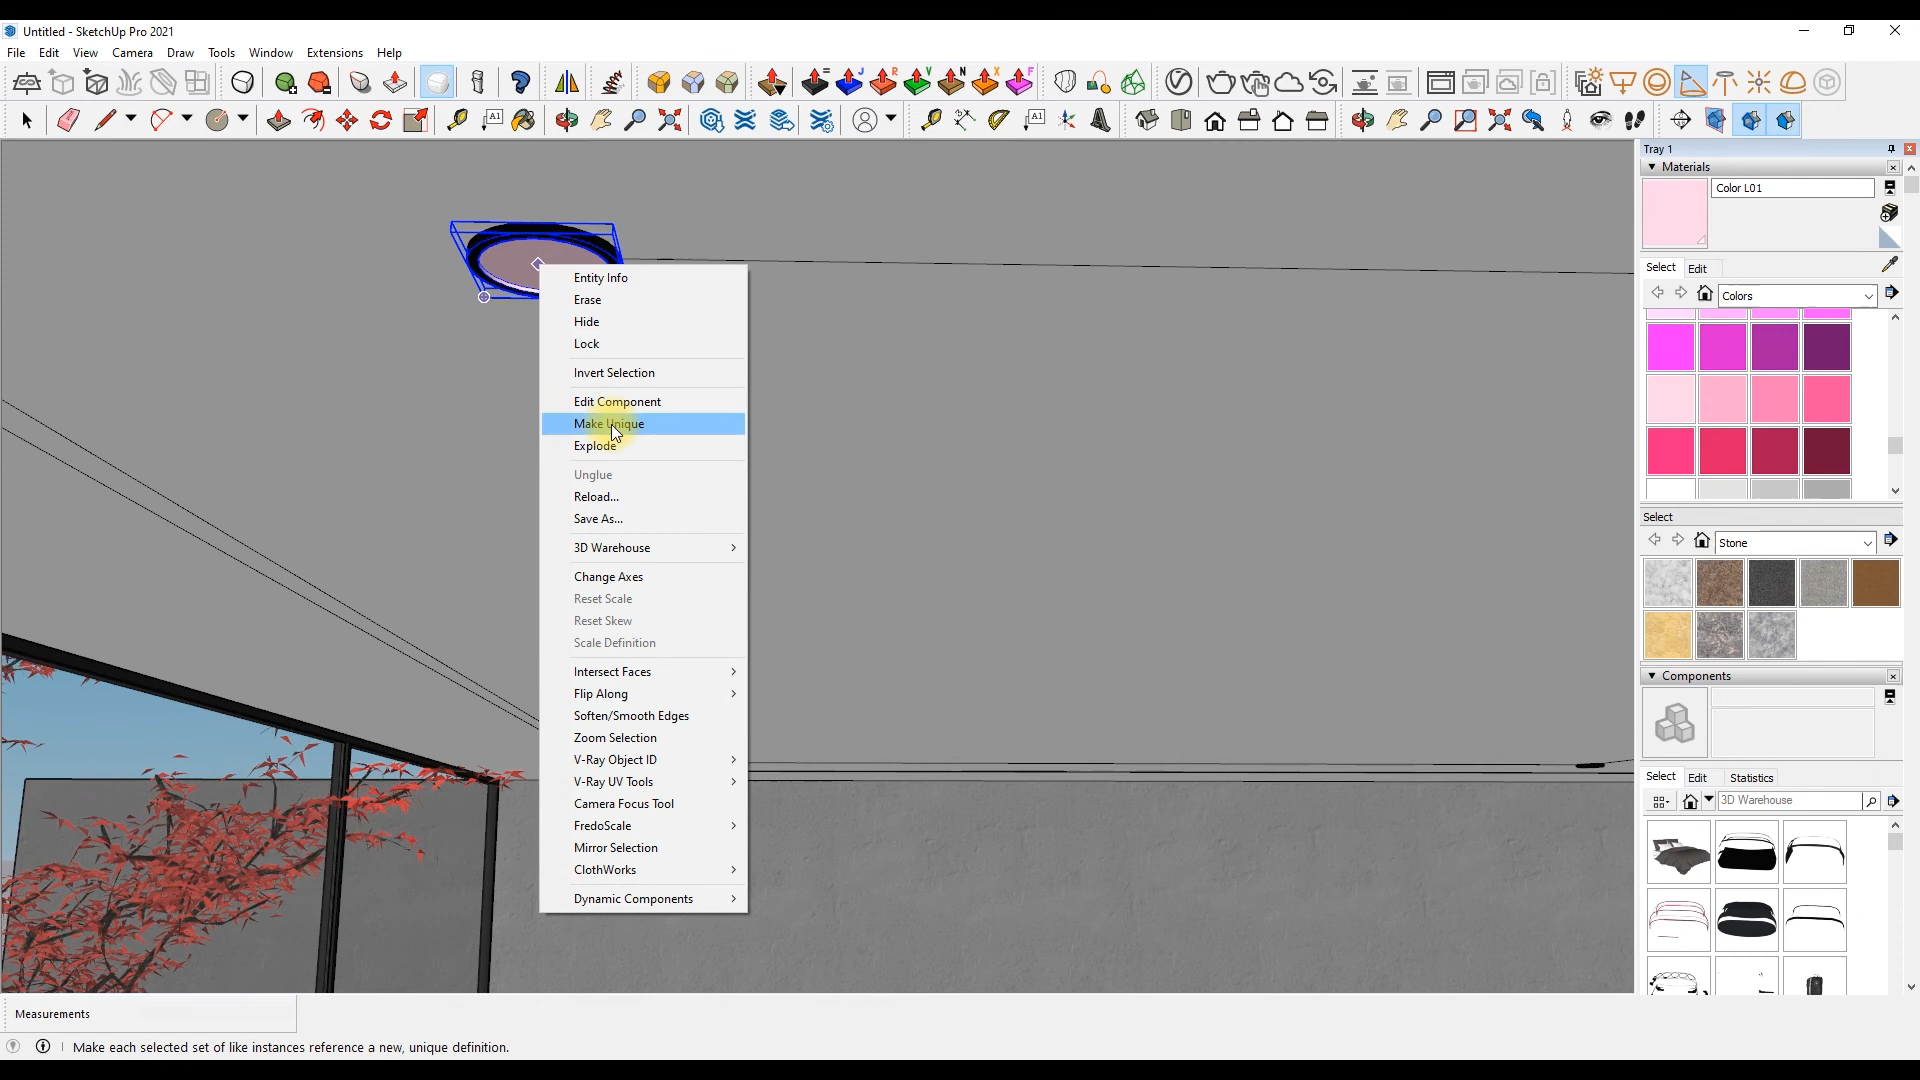 Untitled - SketchUp Pro 2021
File Edit View Camera Draw Tools Window Extensions Help
Tray 1
Materials
Color L01
Select Edit
Colors
Entity Info
Erase
Hide
Lock
Invert Selection
Edit Component
Make Unique
Explode
Unglue
Reload...
Save As...
3D Warehouse
Change Axes
Reset Scale
Reset Skew
Scale Definition
Intersect Faces
Flip Along
Soften/Smooth Edges
Zoom Selection
V-Ray Object ID
V-Ray UV Tools
Camera Focus Tool
FredoScale
Mirror Selection
ClothWorks
Dynamic Components
Select
Stone
Components
Select Edit Statistics
3D Warehouse
Measurements
Make each selected set of like instances reference a new, unique definition.